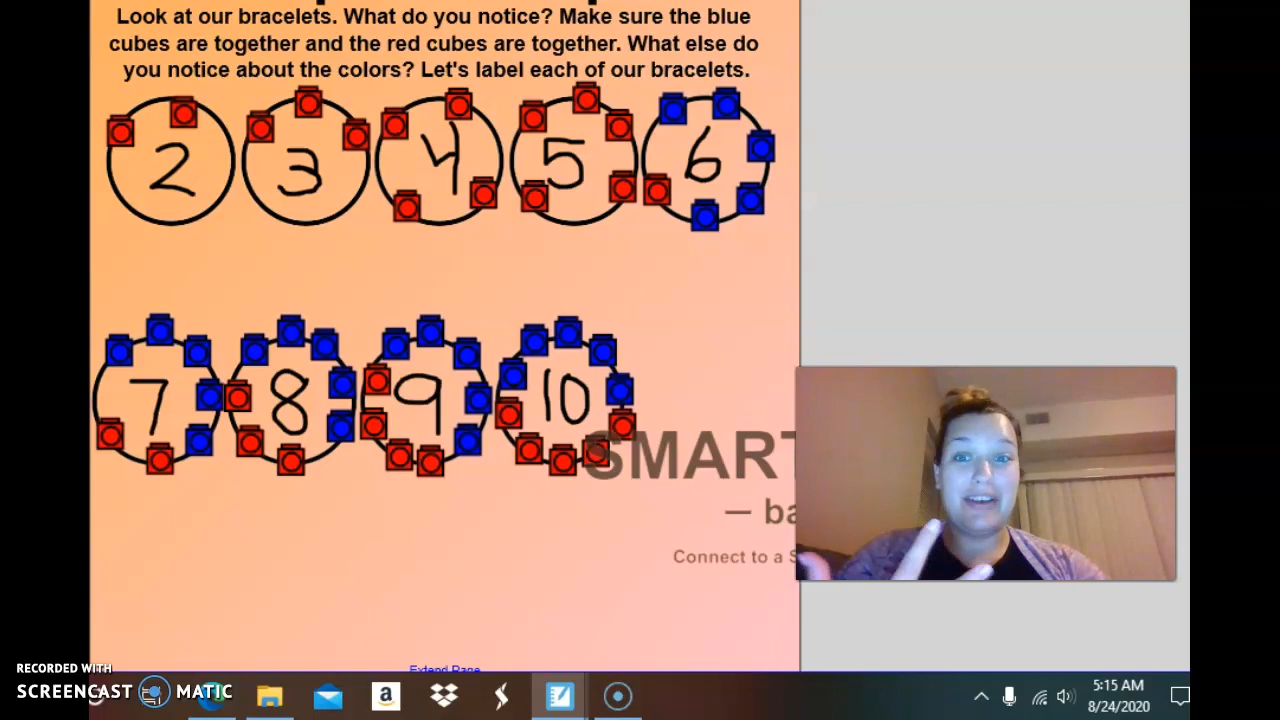 Look at our bracelets. What do you notice? Make sure the blue
cubes are together and the red cubes are together. What else do
you notice about the colors? Let's label each of our bracelets.
2 3 4 5 6
7 8 9 10
SMART
— ba
Connect to a S
Extend Page
RECORDED WITH
SCREENCAST MATIC
5:15 AM
8/24/2020